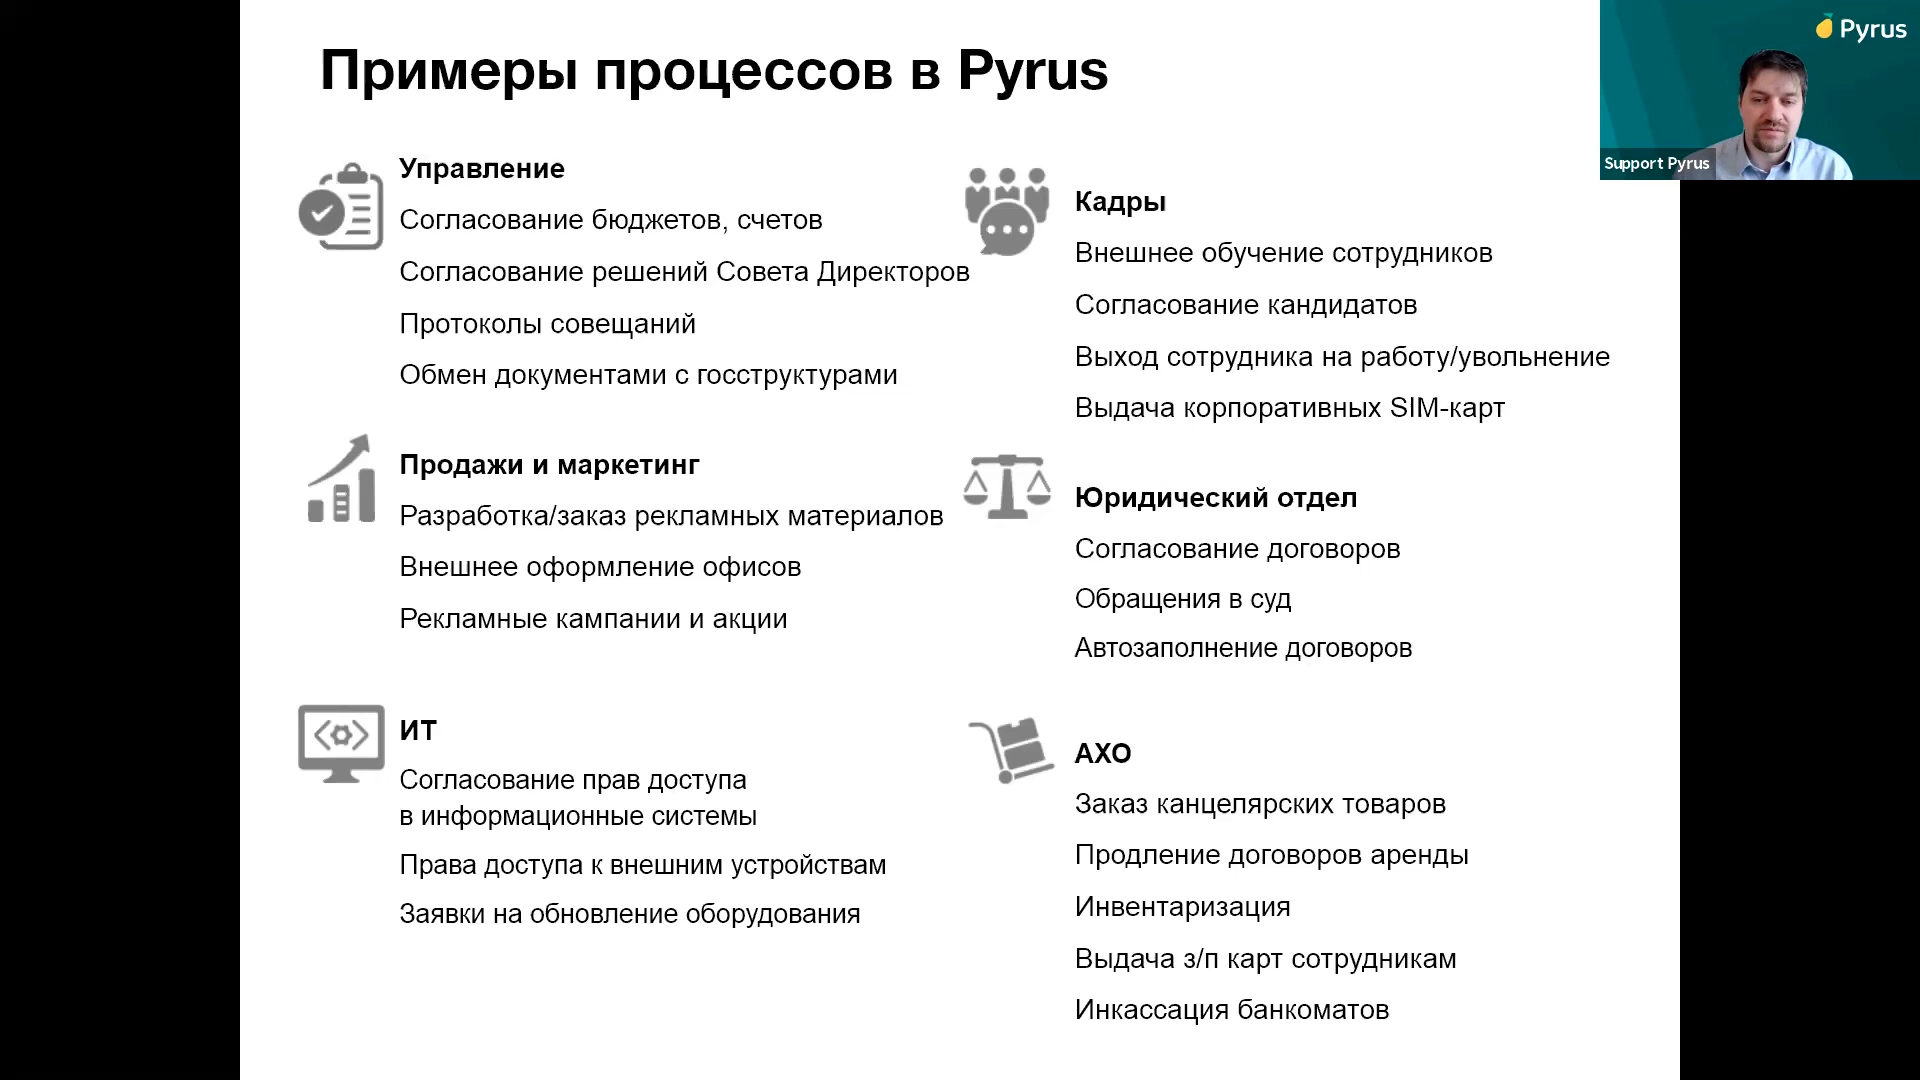 Примеры процессов в Pyrus
Pyrus
Support Pyrus
Управление
Согласование бюджетов, счетов
Согласование решений Совета Директоров
Протоколы совещаний
Обмен документами с госструктурами
Кадры
Внешнее обучение сотрудников
Согласование кандидатов
Выход сотрудника на работу/увольнение
Выдача корпоративных SIM-карт
Продажи и маркетинг
Разработка/заказ рекламных материалов
Внешнее оформление офисов
Рекламные кампании и акции
Юридический отдел
Согласование договоров
Обращения в суд
Автозаполнение договоров
ИТ
Согласование прав доступа
в информационные системы
Права доступа к внешним устройствам
Заявки на обновление оборудования
АХО
Заказ канцелярских товаров
Продление договоров аренды
Инвентаризация
Выдача з/п карт сотрудникам
Инкассация банкоматов